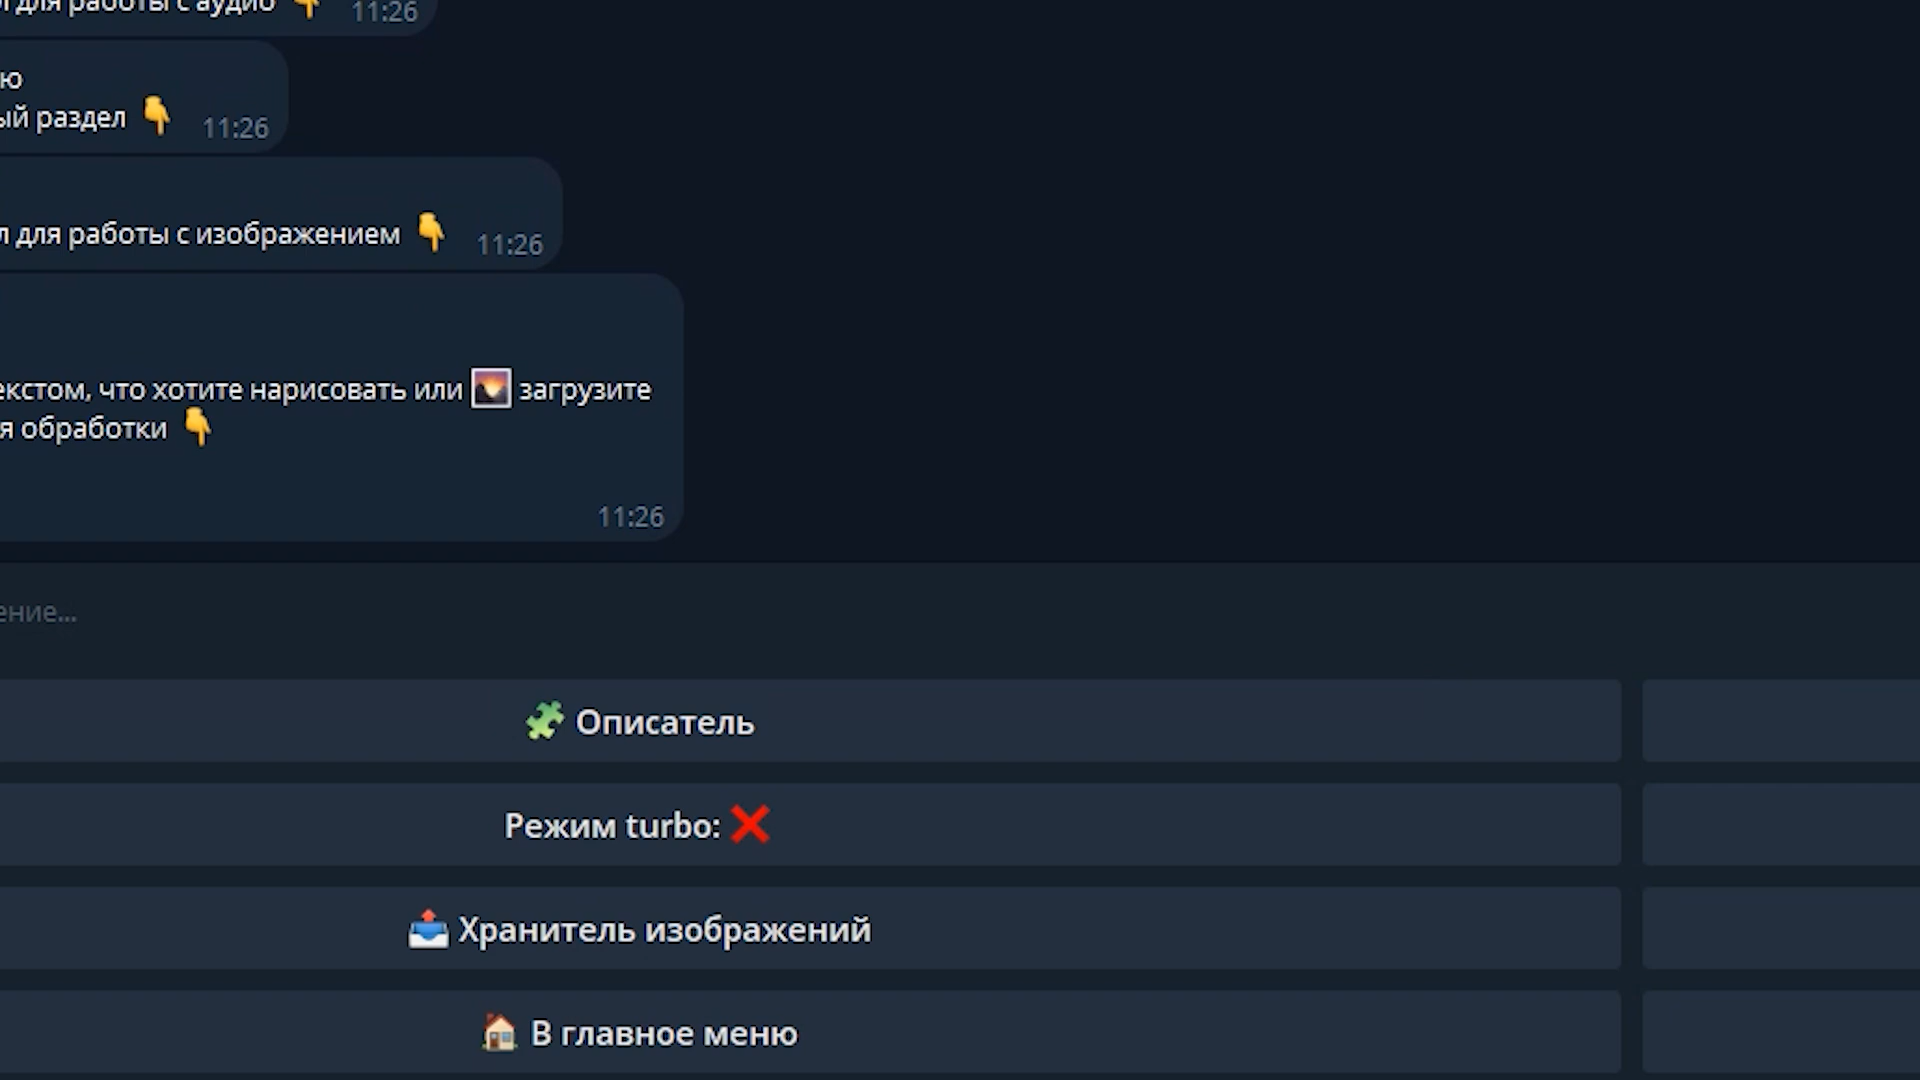 для работы с аудио 👇 11:26
ю
ый раздел 👇 11:26
л для работы с изображением 👇 11:26
екстом, что хотите нарисовать или 🌄 загрузите
я обработки 👇
11:26
ение...
🧩 Описатель
Режим turbo: ❌
📤 Хранитель изображений
🏠 В главное меню